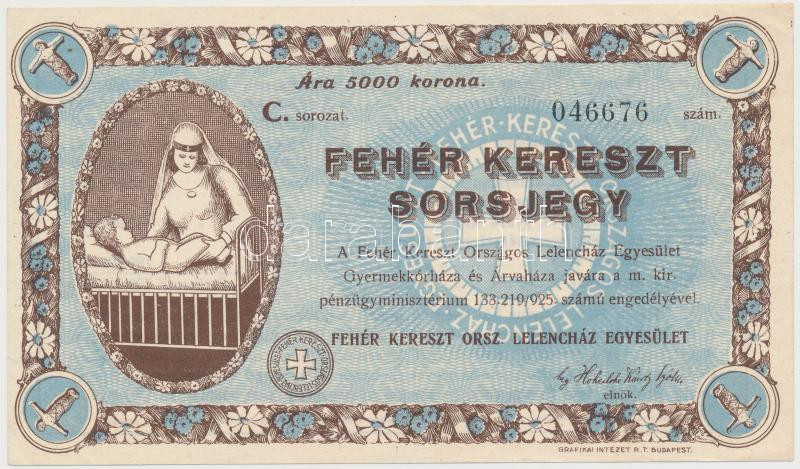 Ára 5000 korona.
C. sorozat. 046676 szám.
FEHÉR KERESZT
SORSJEGY
A Fehér Kereszt Országos Lelencház Egyesület
Gyermekkórháza és Árvaháza javára a m. kir.
pénzügyminisztérium 133.219/925. számú engedélyével.
FEHÉR KERESZT ORSZ. LELENCHÁZ EGYESÜLET
elnök.
GRAFIKAI INTÉZET R.T. BUDAPEST.
darabanth